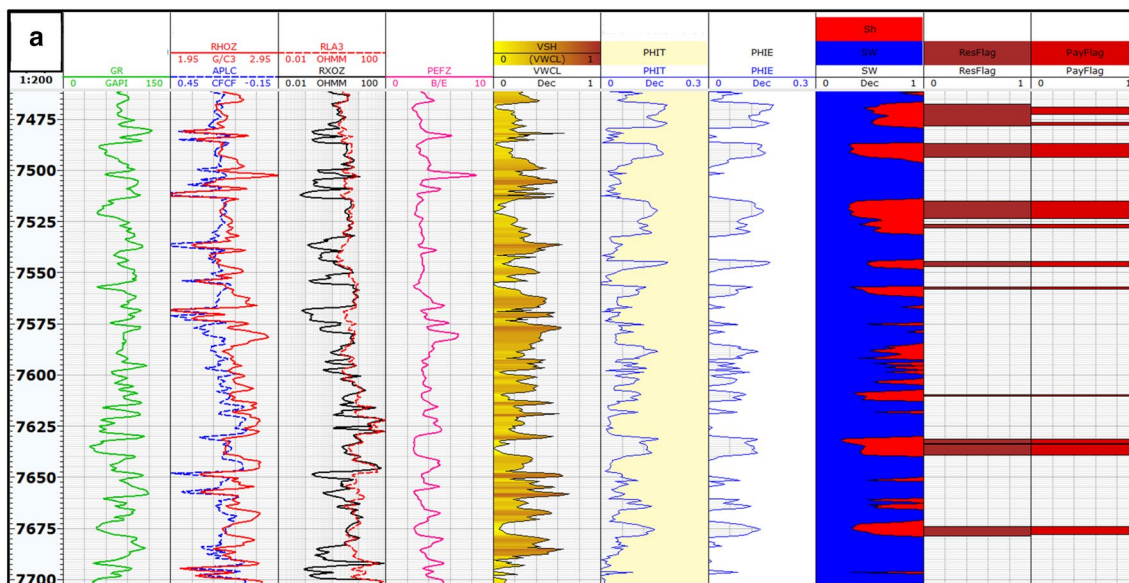 a
Sh
RHOZ RLA3 VSH PHIT PHIE SW ResFlag PayFlag
1.95 G/C3 2.95 0.01 OHMM 100 0 (VWCL) 1
1:200 GR APLC RXOZ PEFZ VWCL PHIT PHIE SW ResFlag PayFlag
0 GAPI 150 0.45 CFCF -0.15 0.01 OHMM 100 0 B/E 10 Dec 0 Dec 0.3 0 Dec 0.3 0 Dec 1 0 1 0 1
7475
7500
7525
7550
7575
7600
7625
7650
7675
7700